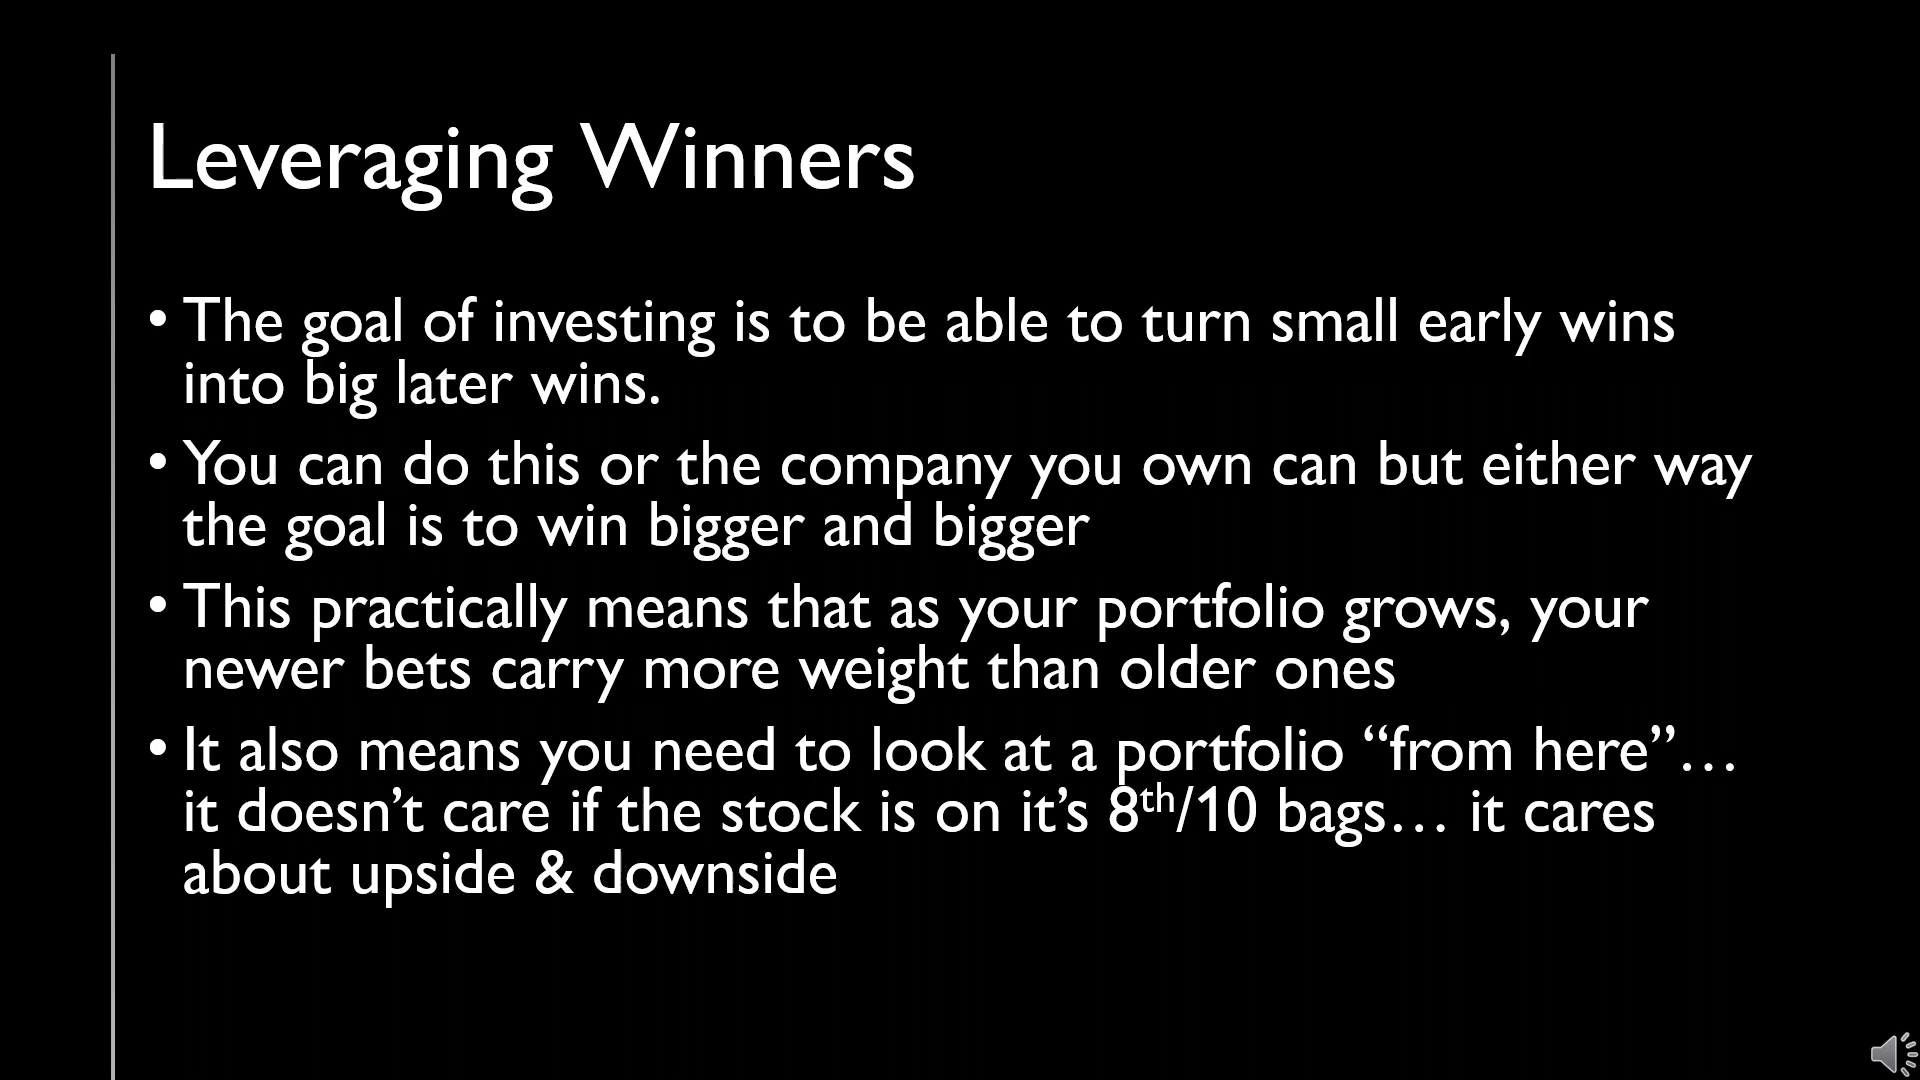 Leveraging Winners
• The goal of investing is to be able to turn small early wins
into big later wins.
• You can do this or the company you own can but either way
the goal is to win bigger and bigger
• This practically means that as your portfolio grows, your
newer bets carry more weight than older ones
• It also means you need to look at a portfolio “from here”…
it doesn’t care if the stock is on it’s 8th/10 bags… it cares
about upside & downside